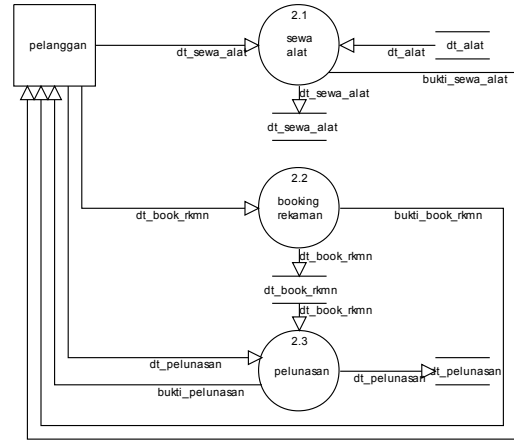 pelanggan
dt_sewa_alat
2.1
sewa
alat
dt_alat
dt_alat
bukti_sewa_alat
dt_sewa_alat
dt_sewa_alat
2.2
booking
rekaman
dt_book_rkmn
bukti_book_rkmn
dt_book_rkmn
dt_book_rkmn
dt_book_rkmn
2.3
pelunasan
dt_pelunasan
bukti_pelunasan
dt_pelunasan
dt_pelunasan